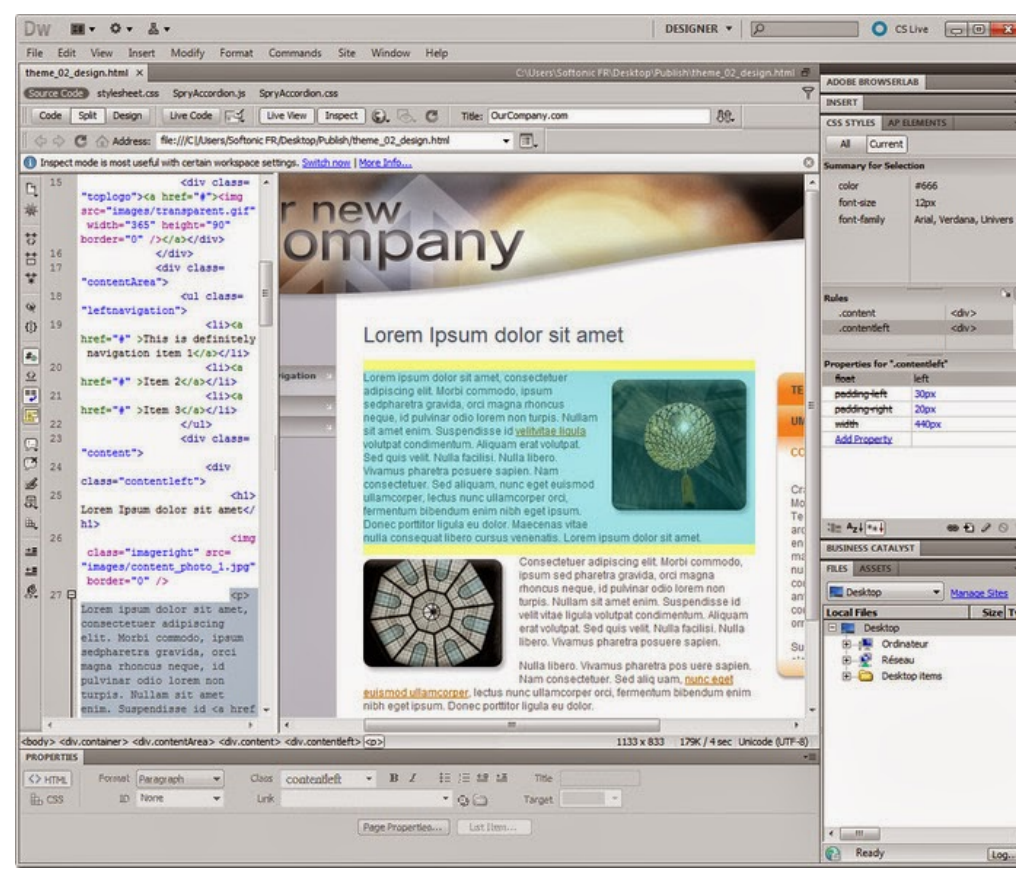 Dw
DESIGNER
CS Live
File Edit View Insert Modify Format Commands Site Window Help
theme_02_design.html ×
C:\Users\Softonic FR\Desktop\Publish\theme_02_design.html
Source Code stylesheet.css SpryAccordion.js SpryAccordion.css
Code Split Design Live Code Live View Inspect Title: OurCompany.com
Address: file:///C|/Users/Softonic FR/Desktop/Publish/theme_02_design.html
Inspect mode is most useful with certain workspace settings. Switch now | More Info...
15 <div class=
"toplogo"><a href="#"><img
src="images/transparent.gif"
width="365" height="90"
border="0" /></a></div>
16 </div>
17 <div class=
"contentArea">
18 <ul class=
"leftnavigation">
19 <li><a
href="#" >This is definitely
navigation item 1</a></li>
20 <li><a
href="#" >Item 2</a></li>
21 <li><a
href="#" >Item 3</a></li>
22 </ul>
23 <div class=
"content">
24 <div
class="contentleft">
25 <h1>
Lorem Ipsum dolor sit amet</
h1>
26 <img
class="imageright" src=
"images/content_photo_1.jpg"
border="0" />
27 <p>
Lorem ipsum dolor sit amet,
consectetuer adipiscing
elit. Morbi commodo, ipsum
sedpharetra gravida, orci
magna rhoncus neque, id
pulvinar odio lorem non
turpis. Nullam sit amet
enim. Suspendisse id <a href
r new
ompany
Lorem Ipsum dolor sit amet
vigation
Lorem ipsum dolor sit amet, consectetuer
adipiscing elit. Morbi commodo, ipsum
sedpharetra gravida, orci magna rhoncus
neque, id pulvinar odio lorem non turpis. Nullam
sit amet enim. Suspendisse id velitvitae ligula
volutpat condimentum. Aliquam erat volutpat.
Sed quis velit. Nulla facilisi. Nulla libero.
Vivamus pharetra posuere sapien. Nam
consectetuer. Sed aliquam, nunc eget euismod
ullamcorper, lectus nunc ullamcorper orci,
fermentum bibendum enim nibh eget ipsum.
Donec porttitor ligula eu dolor. Maecenas vitae
nulla consequat libero cursus venenatis. Lorem ipsum dolor sit amet.
consectetuer adipiscing elit. Morbi commodo,
ipsum sed pharetra gravida, orci magna
rhoncus neque, id pulvinar odio lorem non
turpis. Nullam sit amet enim. Suspendisse id
velit vitae ligula volutpat condimentum. Aliquam
erat volutpat. Sed quis velit. Nulla facilisi. Nulla
libero. Vivamus pharetra posuere sapien.
Nulla libero. Vivamus pharetra pos uere sapien.
Nam consectetuer. Sed aliq uam, nunc eget
euismod ullamcorper, lectus nunc ullamcorper orci, fermentum bibendum enim
nibh eget ipsum. Donec porttitor ligula eu dolor.
TE
UM
CO
Cra
Mo
Te
arc
en
ma
nu
con
an
con
orn
Su
<body> <div.container> <div.contentArea> <div.content> <div.contentleft> <p>
1133 x 833 179K / 4 sec Unicode (UTF-8)
PROPERTIES
<> HTML Format Paragraph Class contentleft B I Title
CSS ID None Link Target
Page Properties... List Item...
ADOBE BROWSERLAB
INSERT
CSS STYLES AP ELEMENTS
All Current
Summary for Selection
color #666
font-size 12px
font-family Arial, Verdana, Univers
Rules
.content <div>
.contentleft <div>
Properties for ".contentleft"
float left
padding-left 30px
padding-right 20px
width 440px
Add Property
BUSINESS CATALYST
FILES ASSETS
Desktop Manage Sites
Local Files Size Ty
Desktop
Ordinateur
Réseau
Desktop items
Ready Log...